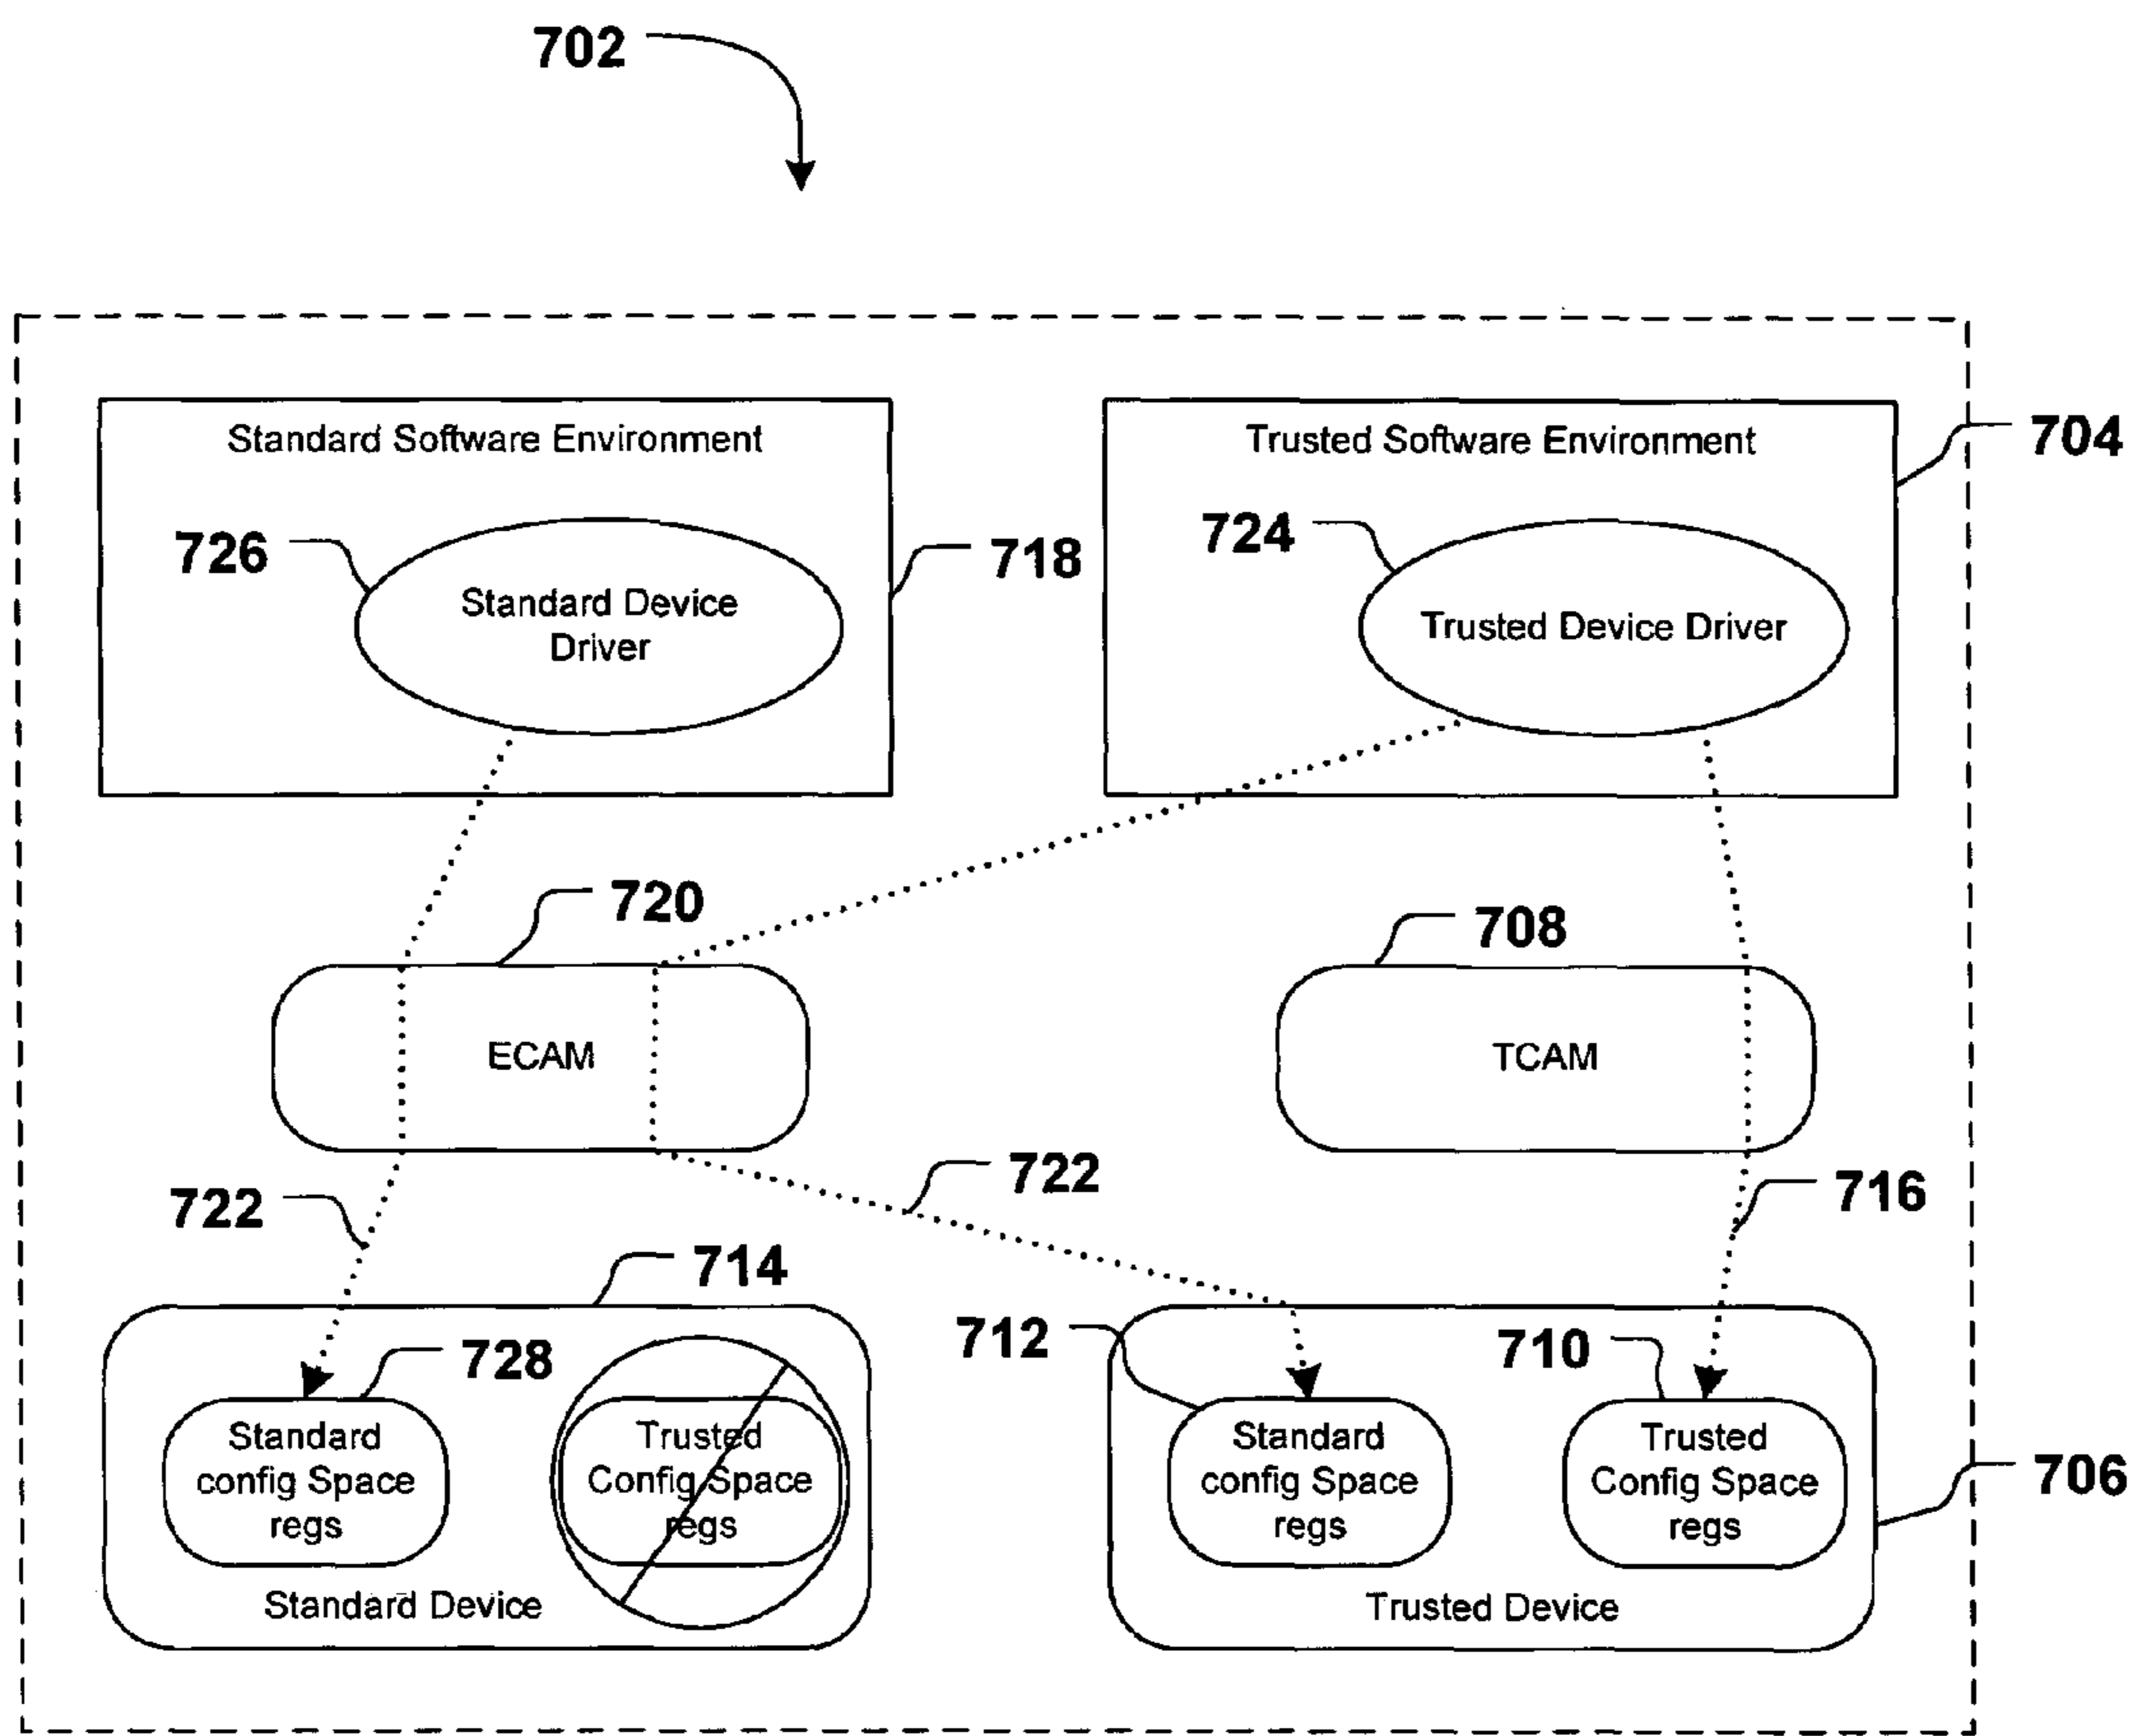 702
Standard Software Environment
Trusted Software Environment
704
726
718
724
Standard Device
Driver
Trusted Device Driver
720
708
ECAM
TCAM
722
722
716
714
712
710
728
Standard
config Space
regs
Trusted
Config Space
regs
Standard
config Space
regs
Trusted
Config Space
regs
706
Standard Device
Trusted Device